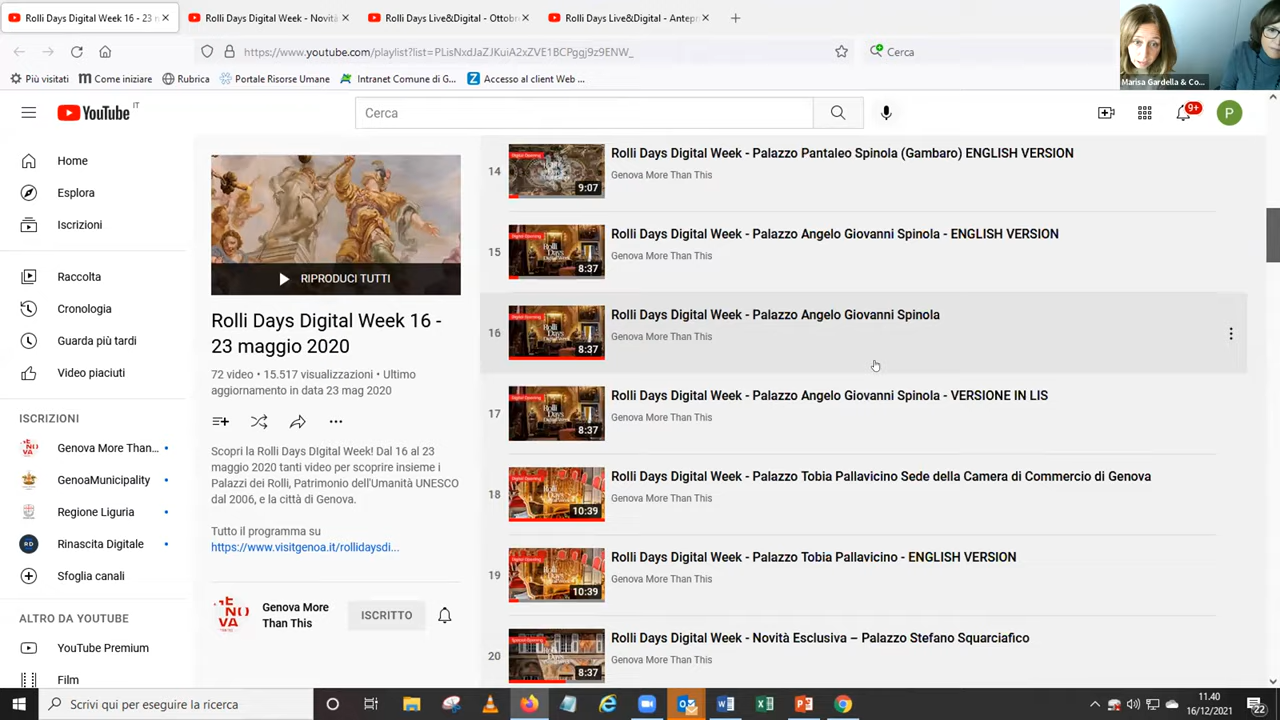 Rolli Days Digital Week 16 - 23 m
Rolli Days Digital Week - Novità
Rolli Days Live&Digital - Ottobre
Rolli Days Live&Digital - Antepr
https://www.youtube.com/playlist?list=PLisNxdJaZJKuiA2xZVE1BCPggj9z9ENW_
Cerca
Più visitati
Come iniziare
Rubrica
Portale Risorse Umane
Intranet Comune di G...
Accesso al client Web ...
Marisa Gardella & Co...
YouTube IT
Cerca
9+
P
Home
Esplora
Iscrizioni
Raccolta
Cronologia
Guarda più tardi
Video piaciuti
ISCRIZIONI
Genova More Than...
GenoaMunicipality
Regione Liguria
RD
Rinascita Digitale
Sfoglia canali
ALTRO DA YOUTUBE
YouTube Premium
Film
RIPRODUCI TUTTI
Rolli Days Digital Week 16 -
23 maggio 2020
72 video • 15.517 visualizzazioni • Ultimo
aggiornamento in data 23 mag 2020
Scopri la Rolli Days DIgital Week! Dal 16 al 23
maggio 2020 tanti video per scoprire insieme i
Palazzi dei Rolli, Patrimonio dell'Umanità UNESCO
dal 2006, e la città di Genova.
Tutto il programma su
https://www.visitgenoa.it/rollidaysdi...
Genova More
Than This
ISCRITTO
14
9:07
Rolli Days Digital Week - Palazzo Pantaleo Spinola (Gambaro) ENGLISH VERSION
Genova More Than This
15
8:37
Rolli Days Digital Week - Palazzo Angelo Giovanni Spinola - ENGLISH VERSION
Genova More Than This
16
8:37
Rolli Days Digital Week - Palazzo Angelo Giovanni Spinola
Genova More Than This
17
8:37
Rolli Days Digital Week - Palazzo Angelo Giovanni Spinola - VERSIONE IN LIS
Genova More Than This
18
10:39
Rolli Days Digital Week - Palazzo Tobia Pallavicino Sede della Camera di Commercio di Genova
Genova More Than This
19
10:39
Rolli Days Digital Week - Palazzo Tobia Pallavicino - ENGLISH VERSION
Genova More Than This
20
8:37
Rolli Days Digital Week - Novità Esclusiva – Palazzo Stefano Squarciafico
Genova More Than This
Scrivi qui per eseguire la ricerca
11.40
16/12/2021
22